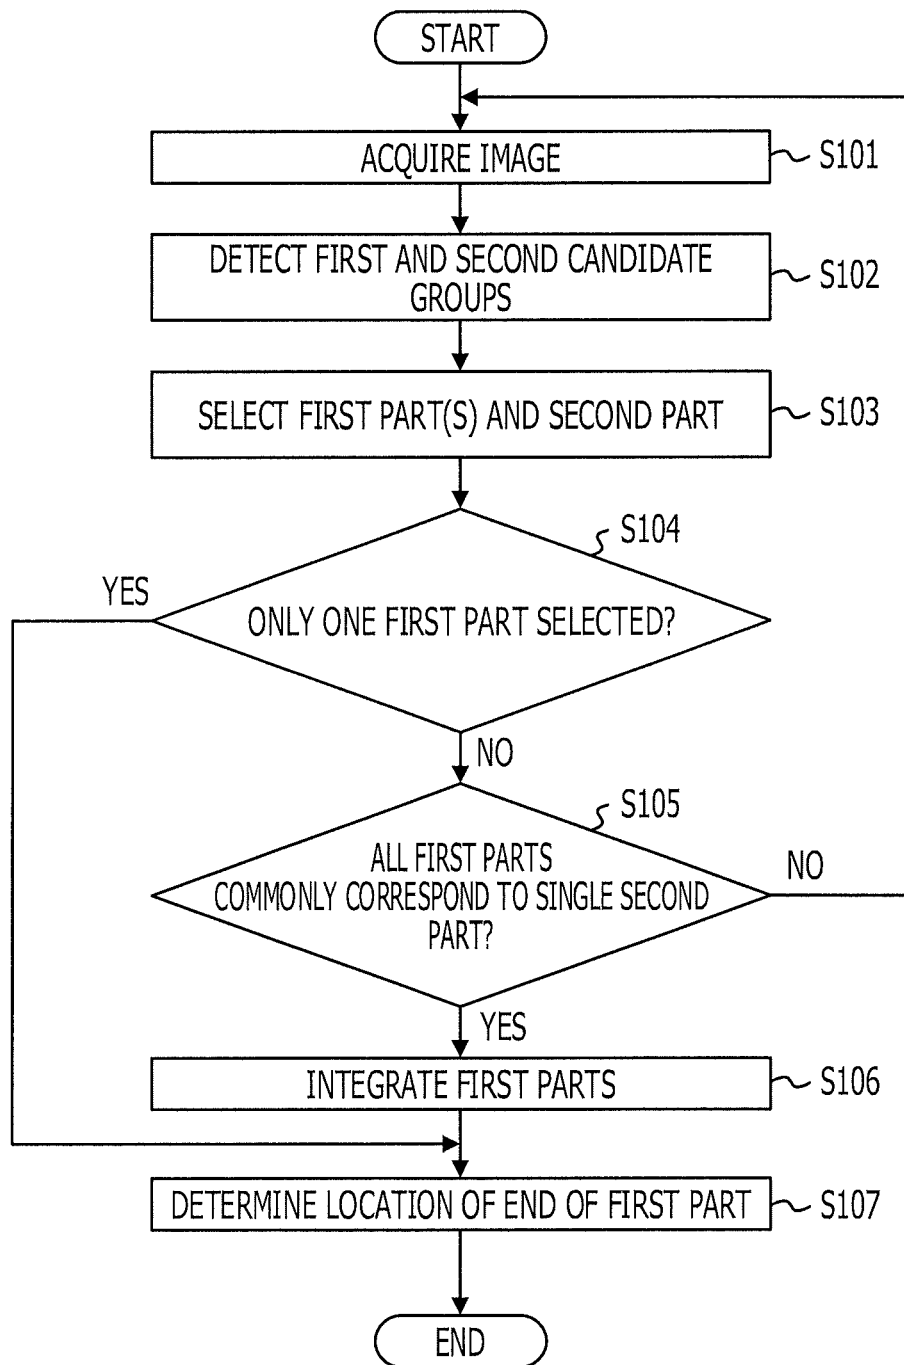 START
ACQUIRE IMAGE
S101
DETECT FIRST AND SECOND CANDIDATE
GROUPS
S102
SELECT FIRST PART(S) AND SECOND PART
S103
S104
YES
ONLY ONE FIRST PART SELECTED?
NO
S105
ALL FIRST PARTS
COMMONLY CORRESPOND TO SINGLE SECOND
PART?
NO
YES
INTEGRATE FIRST PARTS
S106
DETERMINE LOCATION OF END OF FIRST PART
S107
END